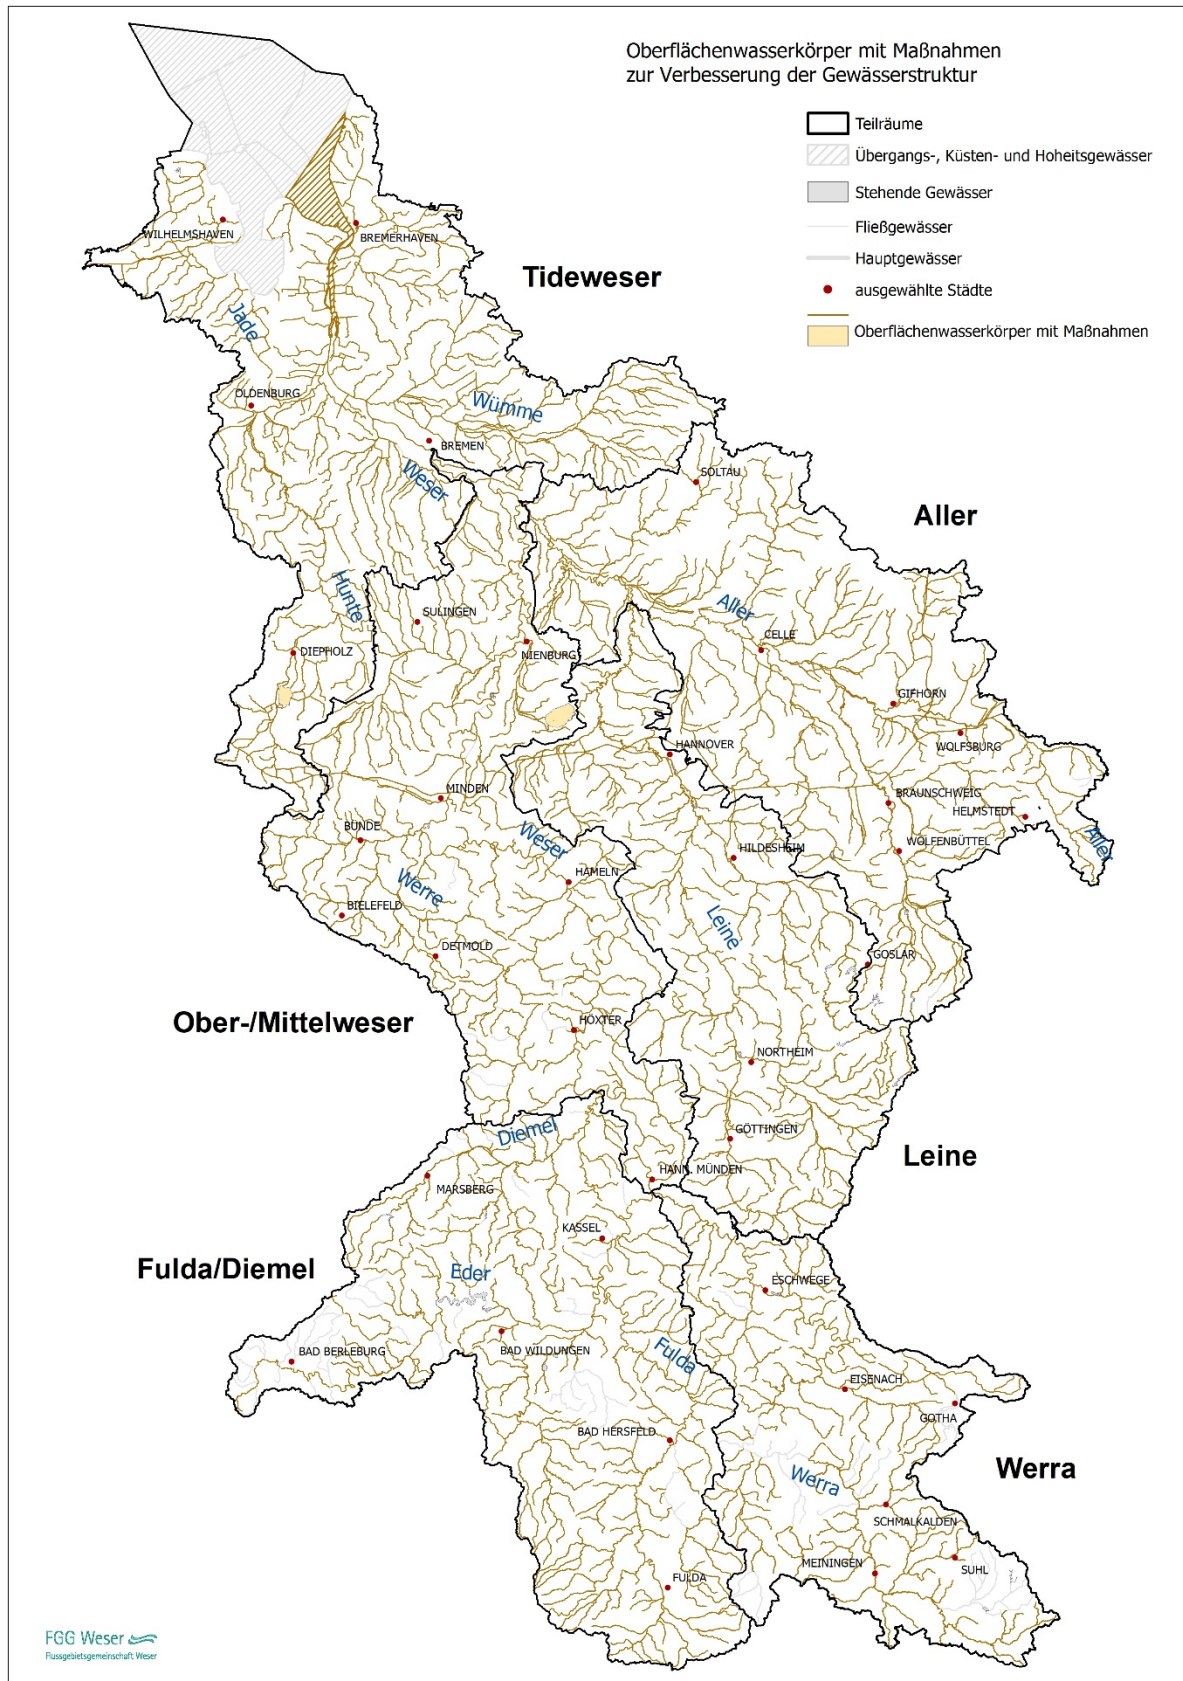 Oberflächenwasserkörper mit Maßnahmen
zur Verbesserung der Gewässerstruktur
Teilräume
Übergangs-, Küsten- und Hoheitsgewässer
Stehende Gewässer
Fließgewässer
Hauptgewässer
ausgewählte Städte
Oberflächenwasserkörper mit Maßnahmen
WILHELMSHAVEN
BREMERHAVEN
Tideweser
Jade
OLDENBURG
Wümme
BREMEN
Weser
SOLTAU
Aller
Hunte
SULINGEN
Aller
CELLE
DIEPHOLZ
NIENBURG
GIFHORN
HANNOVER
WOLFSBURG
MINDEN
BRAUNSCHWEIG
HELMSTEDT
BÜNDE
Weser
WOLFENBÜTTEL
Aller
HILDESHEIM
HAMELN
Werre
BIELEFELD
Leine
DETMOLD
GOSLAR
Ober-/Mittelweser
HÖXTER
NORTHEIM
Diemel
GÖTTINGEN
Leine
HANN. MÜNDEN
MARSBERG
KASSEL
Fulda/Diemel
Eder
ESCHWEGE
BAD BERLEBURG
BAD WILDUNGEN
Fulda
EISENACH
GOTHA
BAD HERSFELD
Werra
Werra
SCHMALKALDEN
MEININGEN
SUHL
FULDA
FGG Weser
Flussgebietsgemeinschaft Weser